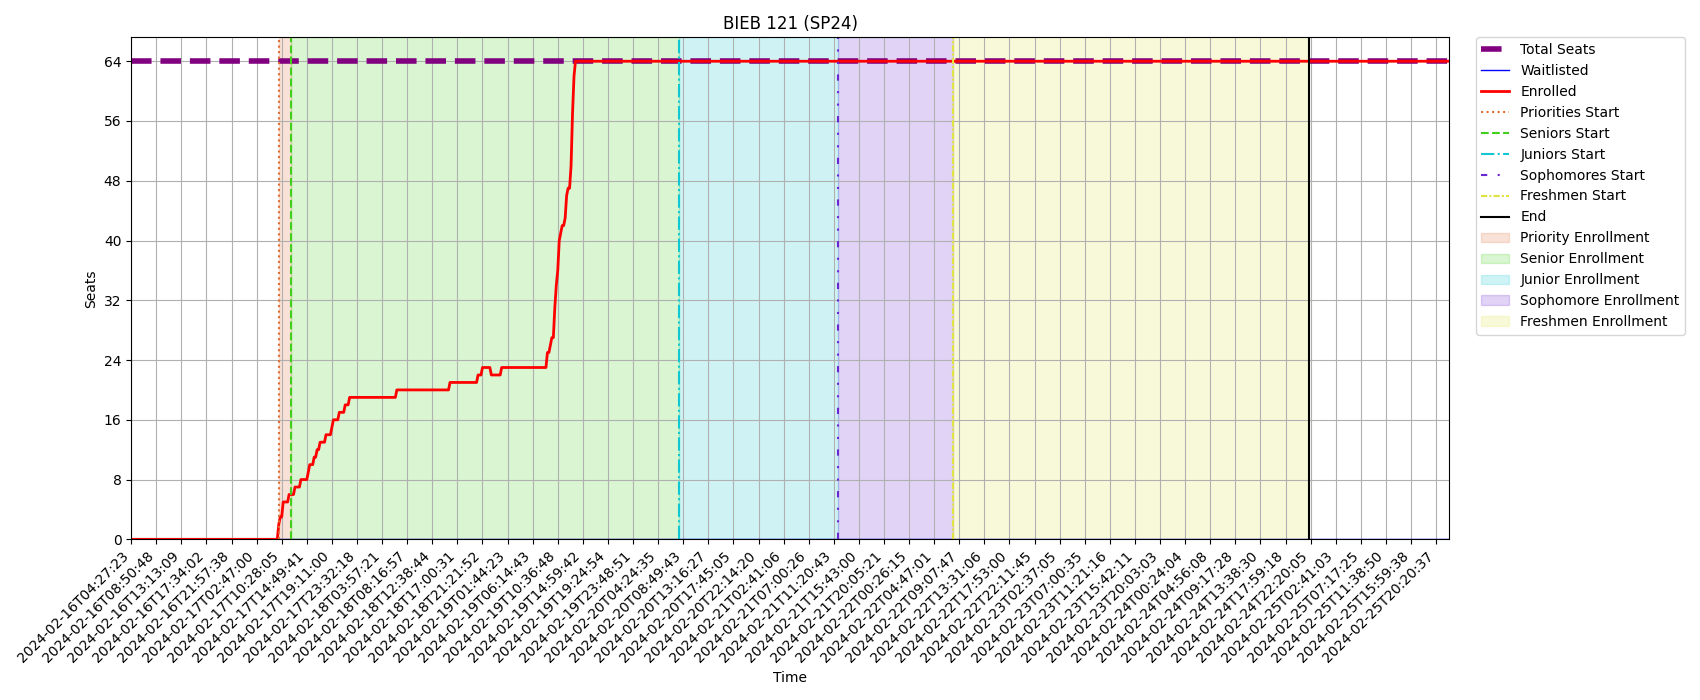 BIEB 121 (SP24)
Seats
64
56
48
40
32
24
16
8
0
2024-02-16T04:27:23
2024-02-16T08:50:48
2024-02-16T13:13:09
2024-02-16T17:34:02
2024-02-16T21:57:38
2024-02-17T02:47:00
2024-02-17T10:28:05
2024-02-17T14:49:41
2024-02-17T19:11:00
2024-02-17T23:32:18
2024-02-18T03:57:21
2024-02-18T08:16:57
2024-02-18T12:38:44
2024-02-18T17:00:31
2024-02-18T21:21:52
2024-02-19T01:44:23
2024-02-19T06:14:43
2024-02-19T10:36:48
2024-02-19T14:59:42
2024-02-19T19:24:54
2024-02-19T23:48:51
2024-02-20T04:24:35
2024-02-20T08:49:43
2024-02-20T13:16:27
2024-02-20T17:45:05
2024-02-20T22:14:20
2024-02-21T02:41:06
2024-02-21T07:00:26
2024-02-21T11:20:43
2024-02-21T15:43:00
2024-02-21T20:05:21
2024-02-22T00:26:15
2024-02-22T04:47:01
2024-02-22T09:07:47
2024-02-22T13:31:06
2024-02-22T17:53:00
2024-02-22T22:11:45
2024-02-23T02:37:05
2024-02-23T07:00:35
2024-02-23T11:21:16
2024-02-23T15:42:11
2024-02-23T20:03:03
2024-02-24T00:24:04
2024-02-24T04:56:08
2024-02-24T09:17:28
2024-02-24T13:38:30
2024-02-24T17:59:18
2024-02-24T22:20:05
2024-02-25T02:41:03
2024-02-25T07:17:25
2024-02-25T11:38:50
2024-02-25T15:59:38
2024-02-25T20:20:37
Time
Total Seats
Waitlisted
Enrolled
Priorities Start
Seniors Start
Juniors Start
Sophomores Start
Freshmen Start
End
Priority Enrollment
Senior Enrollment
Junior Enrollment
Sophomore Enrollment
Freshmen Enrollment